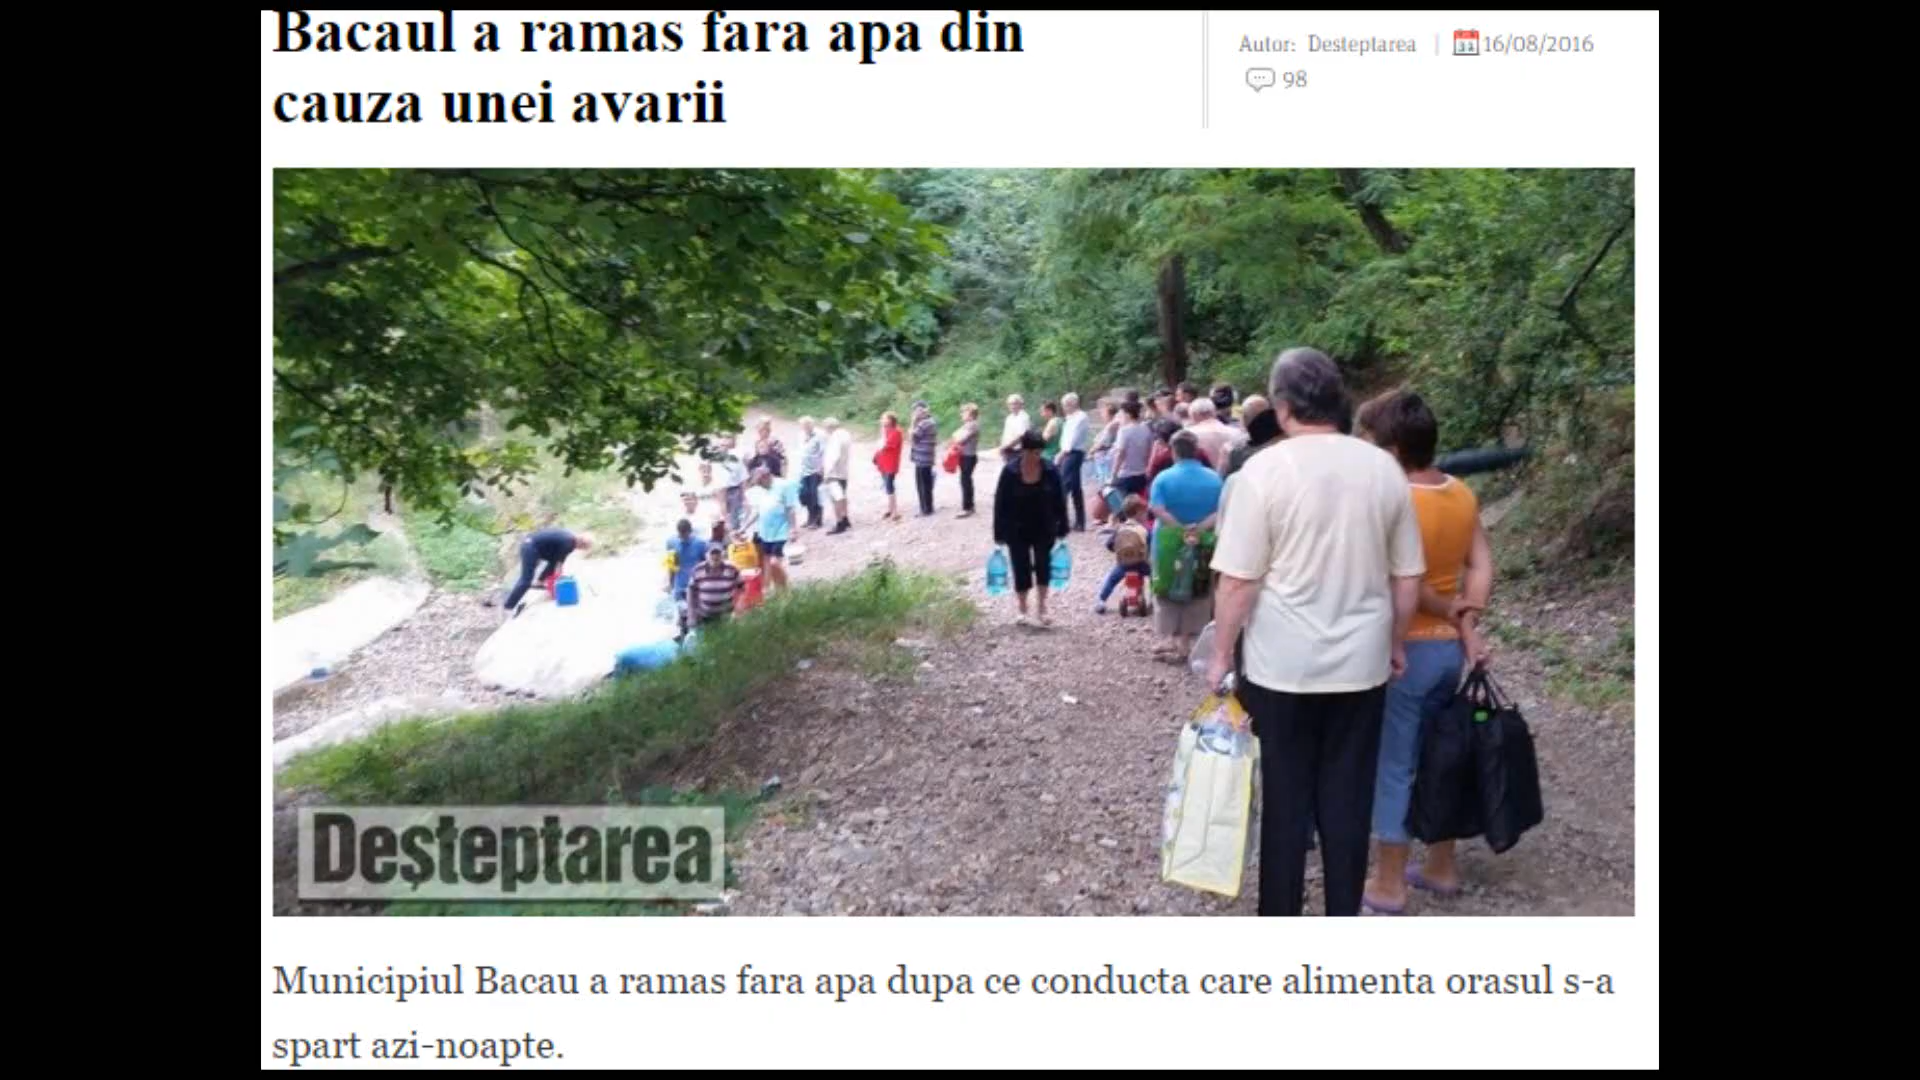 Bacaul a ramas fara apa din
cauza unei avarii
Autor: Desteptarea | 16/08/2016
98
Deșteptarea
Municipiul Bacau a ramas fara apa dupa ce conducta care alimenta orasul s-a
spart azi-noapte.